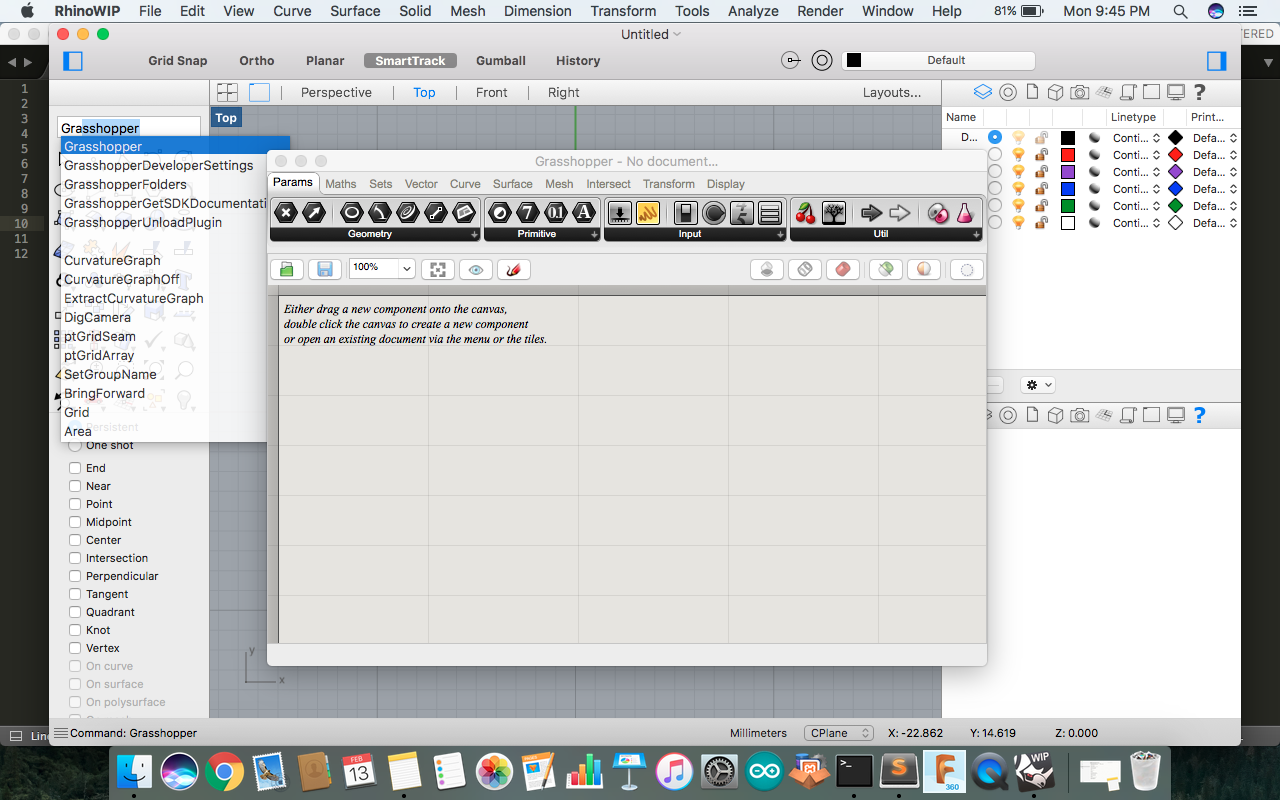 RhinoWIP File Edit View Curve Surface Solid Mesh Dimension Transform Tools Analyze Render Window Help 81% Mon 9:45 PM
Untitled
ERED
Grid Snap Ortho Planar SmartTrack Gumball History Default
Perspective Top Front Right Layouts...
1
2
3
4
5
6
7
8
9
10
11
12
Top
Grasshopper
Grasshopper
GrasshopperDeveloperSettings
GrasshopperFolders
GrasshopperGetSDKDocumentati
GrasshopperUnloadPlugin
CurvatureGraph
CurvatureGraphOff
ExtractCurvatureGraph
DigCamera
ptGridSeam
ptGridArray
SetGroupName
BringForward
Grid
Area
Persistent
One shot
End
Near
Point
Midpoint
Center
Intersection
Perpendicular
Tangent
Quadrant
Knot
Vertex
On curve
On surface
On polysurface
Grasshopper - No document...
Params Maths Sets Vector Curve Surface Mesh Intersect Transform Display
7 0.1 A
Geometry Primitive Input Util
100%
Either drag a new component onto the canvas,
double click the canvas to create a new component
or open an existing document via the menu or the tiles.
y
x
Name Linetype Print...
D... Conti... Defa...
Conti... Defa...
Conti... Defa...
Conti... Defa...
Conti... Defa...
Conti... Defa...
Lin
Command: Grasshopper Millimeters CPlane X: -22.862 Y: 14.619 Z: 0.000
FEB
13
S
F
360
WIP